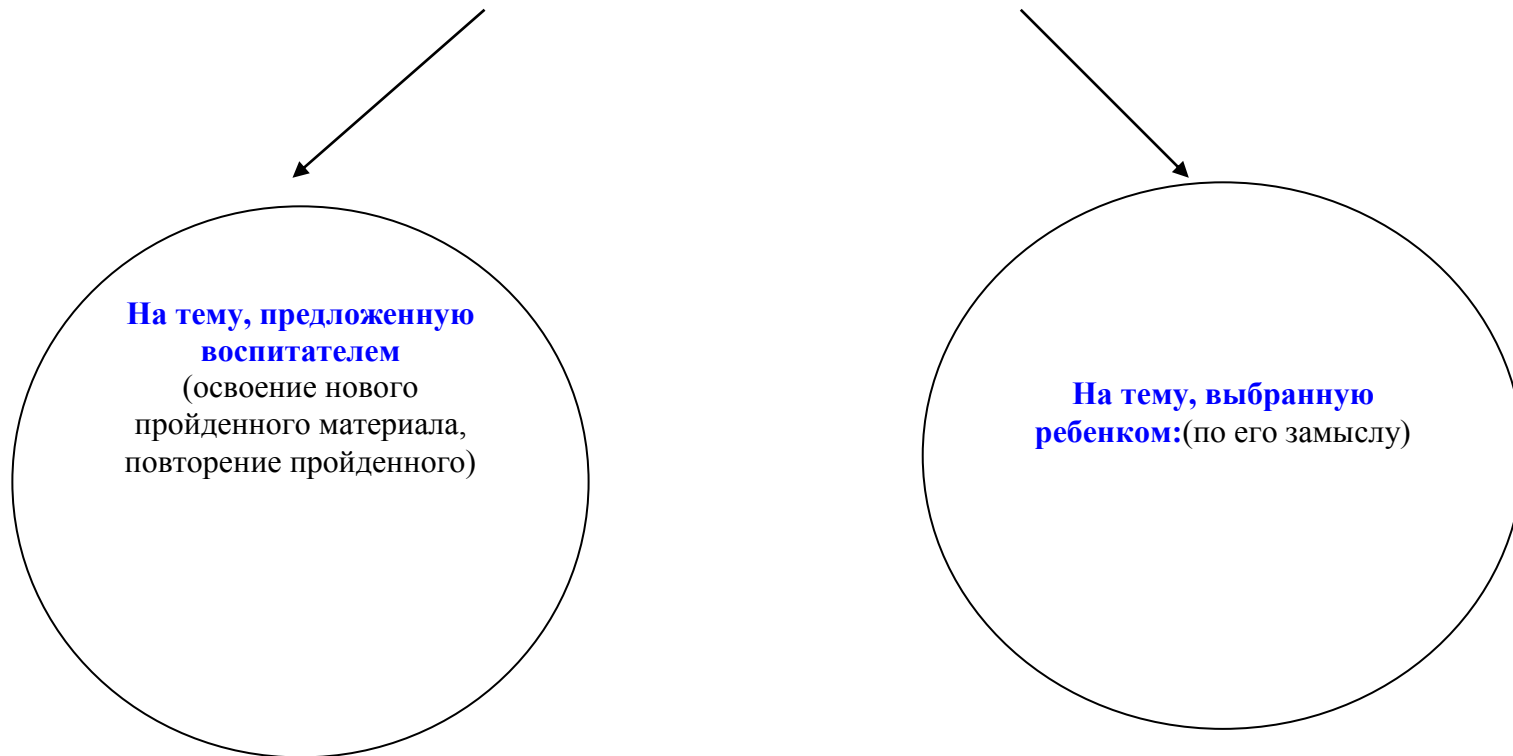 На тему, предложенную
воспитателем
(освоение нового
пройденного материала,
повторение пройденного)
На тему, выбранную
ребенком:(по его замыслу)